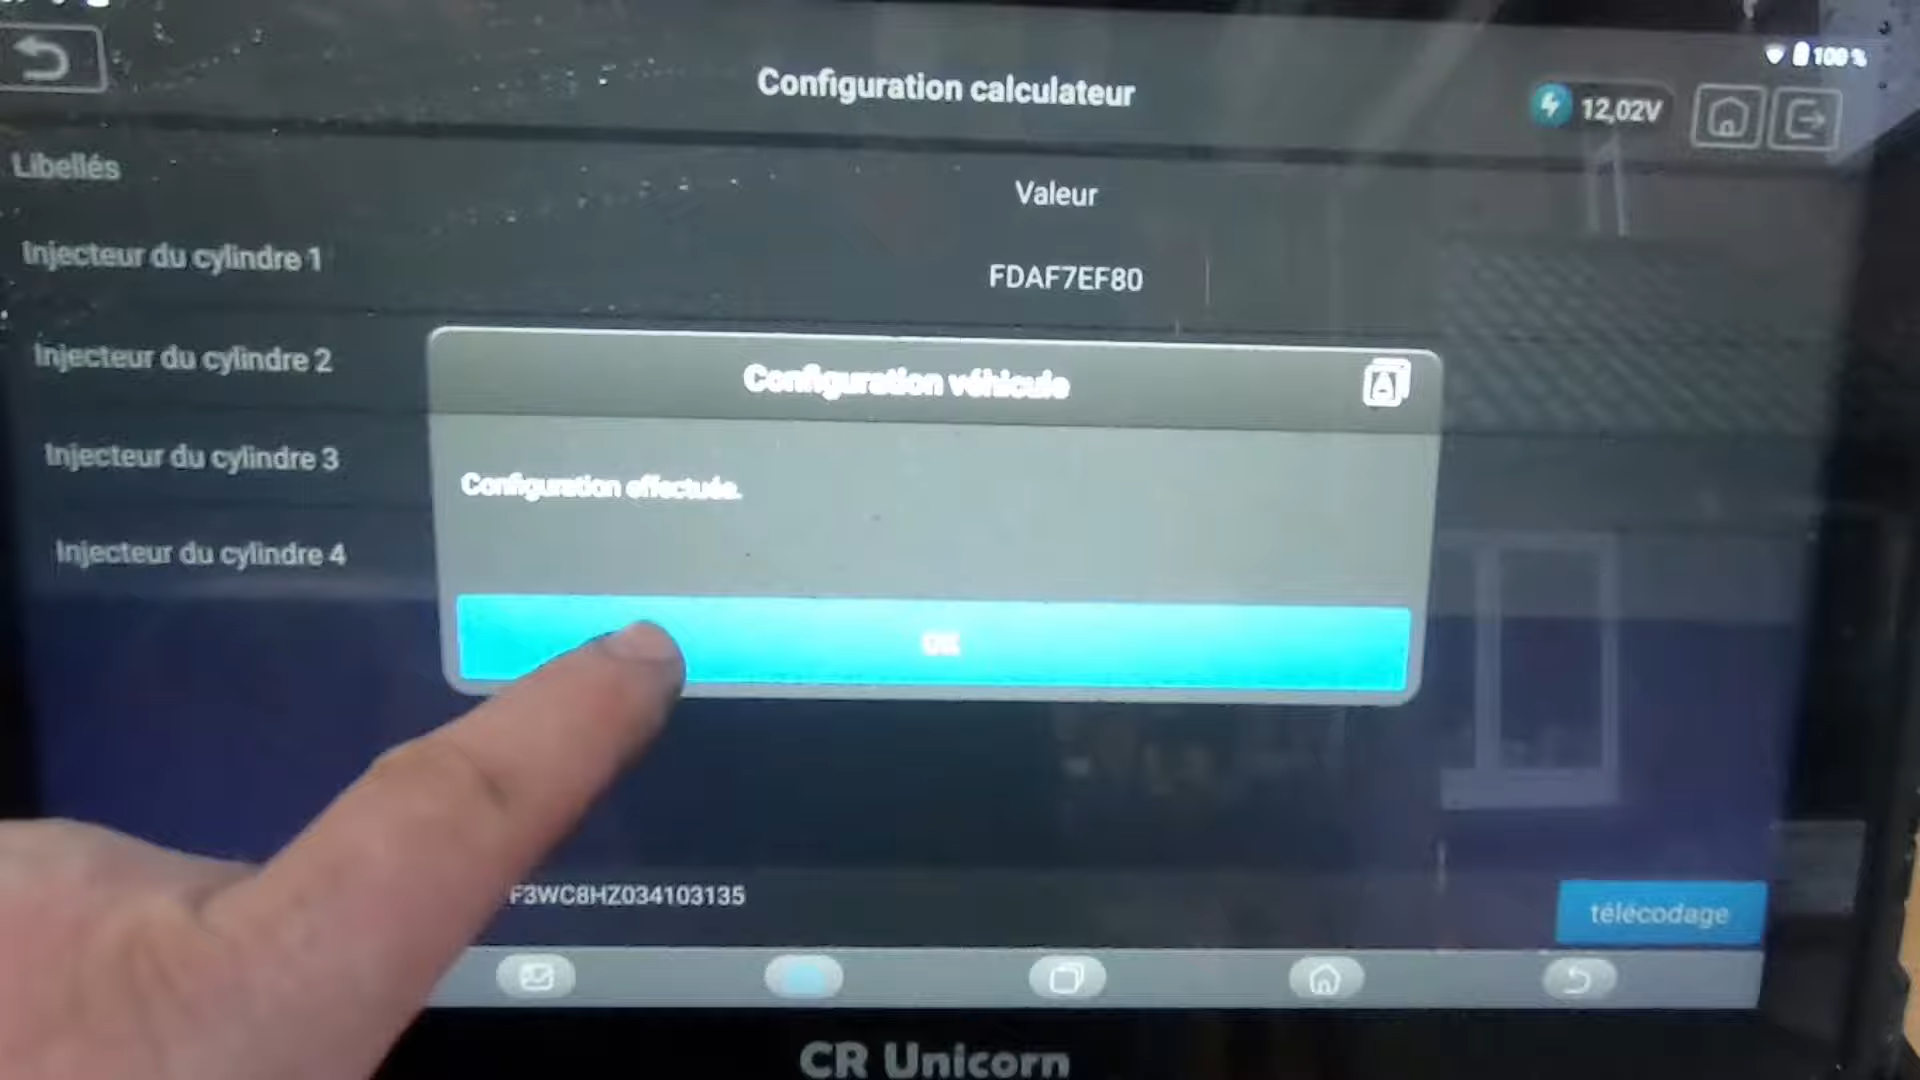 100 %
Configuration calculateur
12,02V
Libellés
Valeur
Injecteur du cylindre 1
FDAF7EF80
Injecteur du cylindre 2
Configuration véhicule
Injecteur du cylindre 3
Configuration effectuée.
Injecteur du cylindre 4
OK
F3WC8HZ034103135
télécodage
CR Unicorn